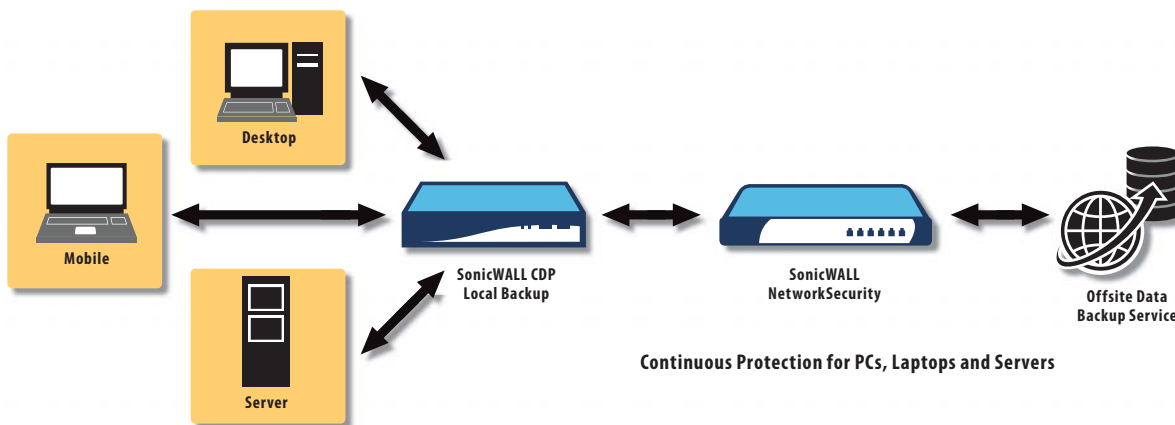 Desktop
Mobile
Server
SonicWALL CDP
Local Backup
SonicWALL
NetworkSecurity
Offsite Data
Backup Service
Continuous Protection for PCs, Laptops and Servers